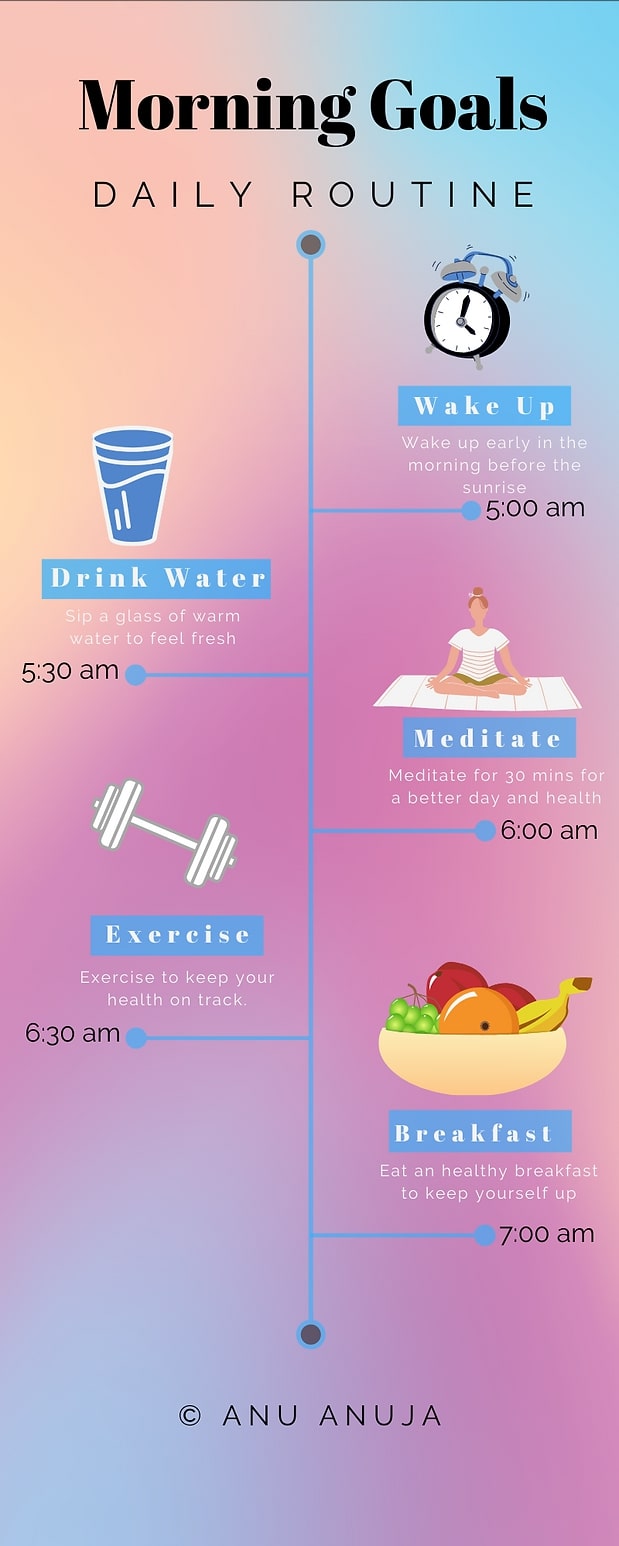 Morning Goals
DAILY ROUTINE
Wake Up
Wake up early in the
morning before the
sunrise
5:00 am
Drink Water
Sip a glass of warm
water to feel fresh
5:30 am
Meditate
Meditate for 30 mins for
a better day and health
6:00 am
Exercise
Exercise to keep your
health on track.
6:30 am
Breakfast
Eat an healthy breakfast
to keep yourself up
7:00 am
© ANU ANUJA